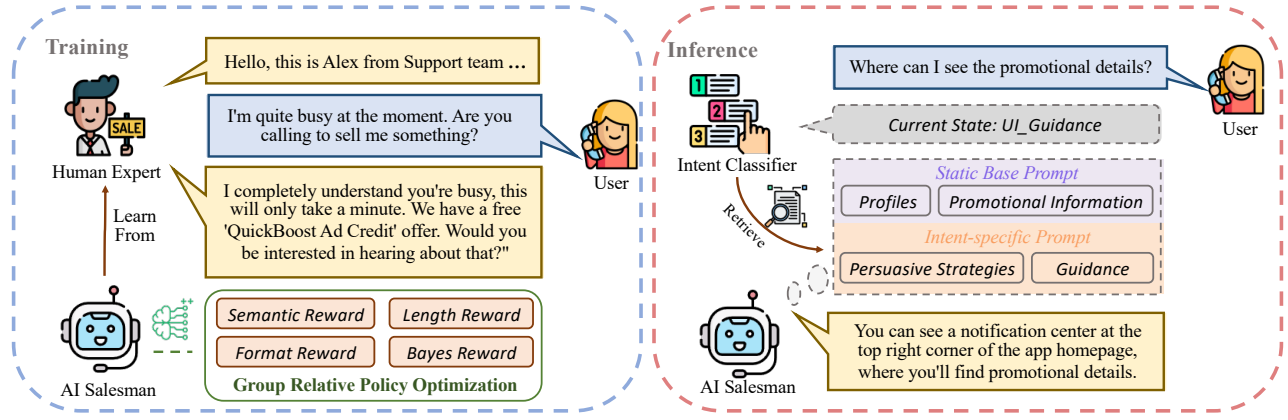 Training
Hello, this is Alex from Support team ...
I'm quite busy at the moment. Are you
calling to sell me something?
SALE
Human Expert
User
I completely understand you're busy, this
will only take a minute. We have a free
'QuickBoost Ad Credit' offer. Would you
be interested in hearing about that?"
Learn
From
Semantic Reward
Length Reward
Format Reward
Bayes Reward
Group Relative Policy Optimization
AI Salesman
Inference
Where can I see the promotional details?
User
1
2
3
Intent Classifier
Current State: UI_Guidance
Retrieve
Static Base Prompt
Profiles
Promotional Information
Intent-specific Prompt
Persuasive Strategies
Guidance
You can see a notification center at the
top right corner of the app homepage,
where you'll find promotional details.
AI Salesman